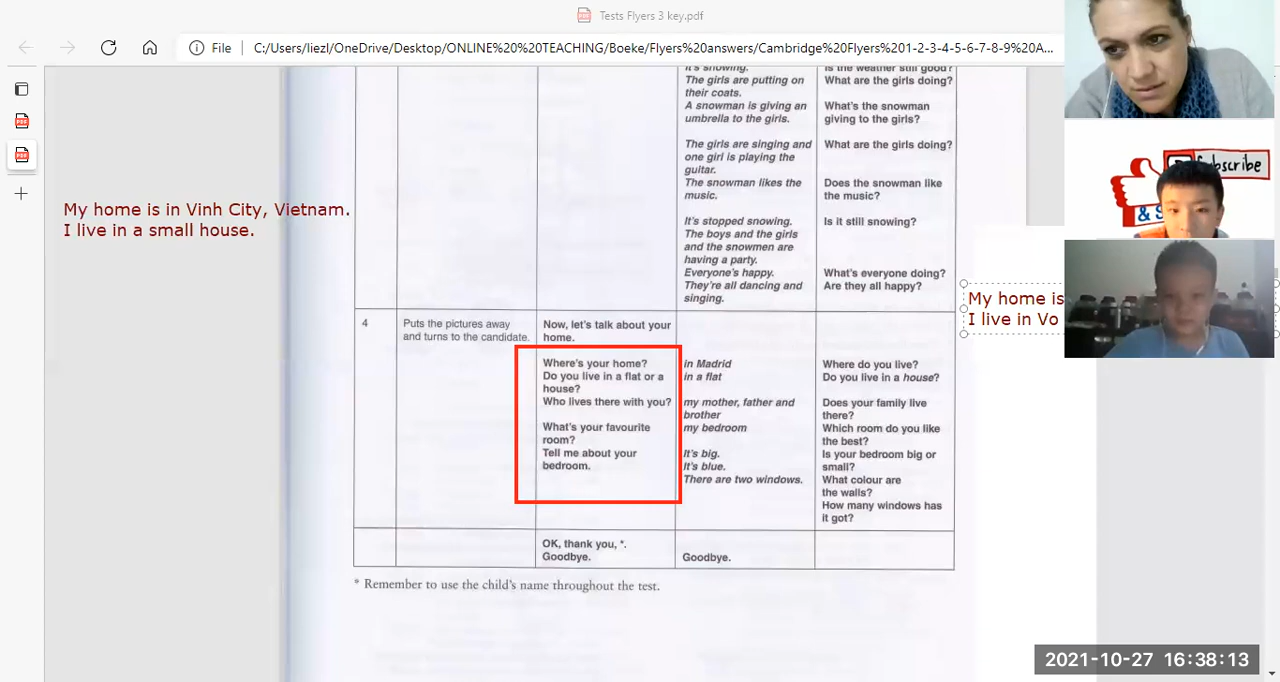 Tests Flyers 3 key.pdf
File
C:/Users/liezl/OneDrive/Desktop/ONLINE%20%20TEACHING/Boeke/Flyers%20answers/Cambridge%20Flyers%201-2-3-4-5-6-7-8-9%20A...
My home is in Vinh City, Vietnam.
I live in a small house.
It's snowing.
The girls are putting on
their coats.
A snowman is giving an
umbrella to the girls.
The girls are singing and
one girl is playing the
guitar.
The snowman likes the
music.
It's stopped snowing.
The boys and the girls
and the snowmen are
having a party.
Everyone's happy.
They're all dancing and
singing.
Is the weather still good?
What are the girls doing?
What's the snowman
giving to the girls?
What are the girls doing?
Does the snowman like
the music?
Is it still snowing?
What's everyone doing?
Are they all happy?
4
Puts the pictures away
and turns to the candidate.
Now, let's talk about your
home.
Where's your home?
Do you live in a flat or a
house?
Who lives there with you?
What's your favourite
room?
Tell me about your
bedroom.
in Madrid
in a flat
my mother, father and
brother
my bedroom
It's big.
It's blue.
There are two windows.
Where do you live?
Do you live in a house?
Does your family live
there?
Which room do you like
the best?
Is your bedroom big or
small?
What colour are
the walls?
How many windows has
it got?
OK, thank you, *.
Goodbye.
Goodbye.
* Remember to use the child's name throughout the test.
My home is
I live in Vo
Subscribe
&
2021-10-27 16:38:13